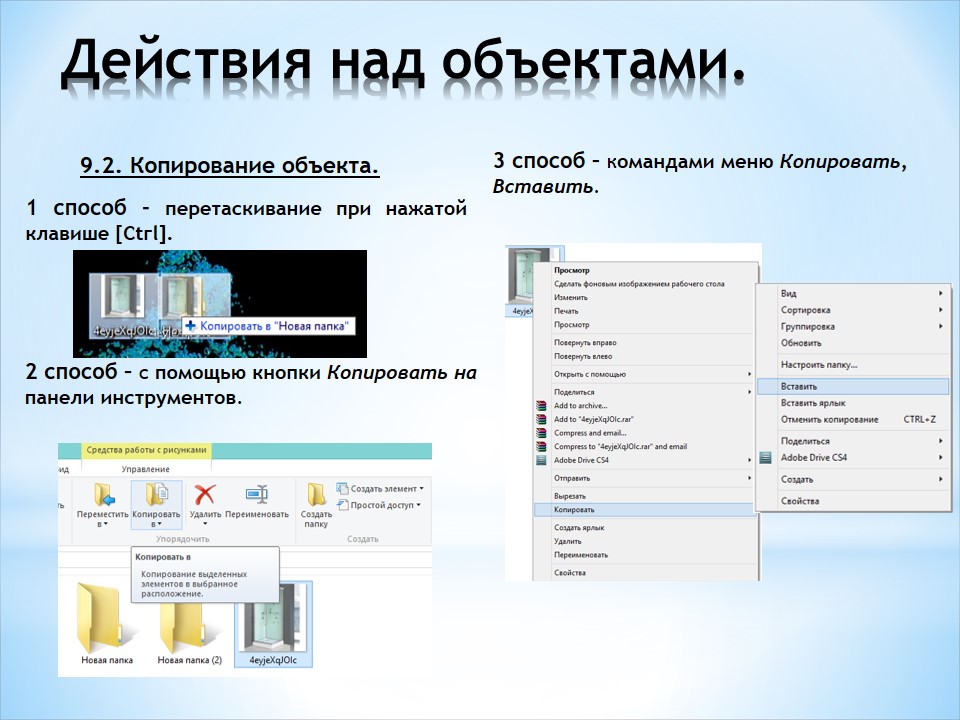 Действия над объектами.
9.2. Копирование объекта.
1 способ – перетаскивание при нажатой
клавише [Ctrl].
4eyjeXqJOIc
Копировать в "Новая папка"
2 способ – с помощью кнопки Копировать на
панели инструментов.
Средства работы с рисунками
ид
Управление
Переместить
в
Копировать
в
Удалить
Переименовать
Создать
папку
Создать элемент
Простой доступ
Упорядочить
Создать
Копировать в
Копирование выделенных
элементов в выбранное
расположение.
Новая папка
Новая папка (2)
4eyjeXqJOIc
3 способ – командами меню Копировать,
Вставить.
4eyjeX
Просмотр
Сделать фоновым изображением рабочего стола
Изменить
Печать
Просмотр
Повернуть вправо
Повернуть влево
Открыть с помощью
Поделиться
Add to archive...
Add to "4eyjeXqJOIc.rar"
Compress and email...
Compress to "4eyjeXqJOIc.rar" and email
Adobe Drive CS4
Отправить
Вырезать
Копировать
Создать ярлык
Удалить
Переименовать
Свойства
Вид
Сортировка
Группировка
Обновить
Настроить папку...
Вставить
Вставить ярлык
Отменить копирование CTRL+Z
Поделиться
Adobe Drive CS4
Создать
Свойства